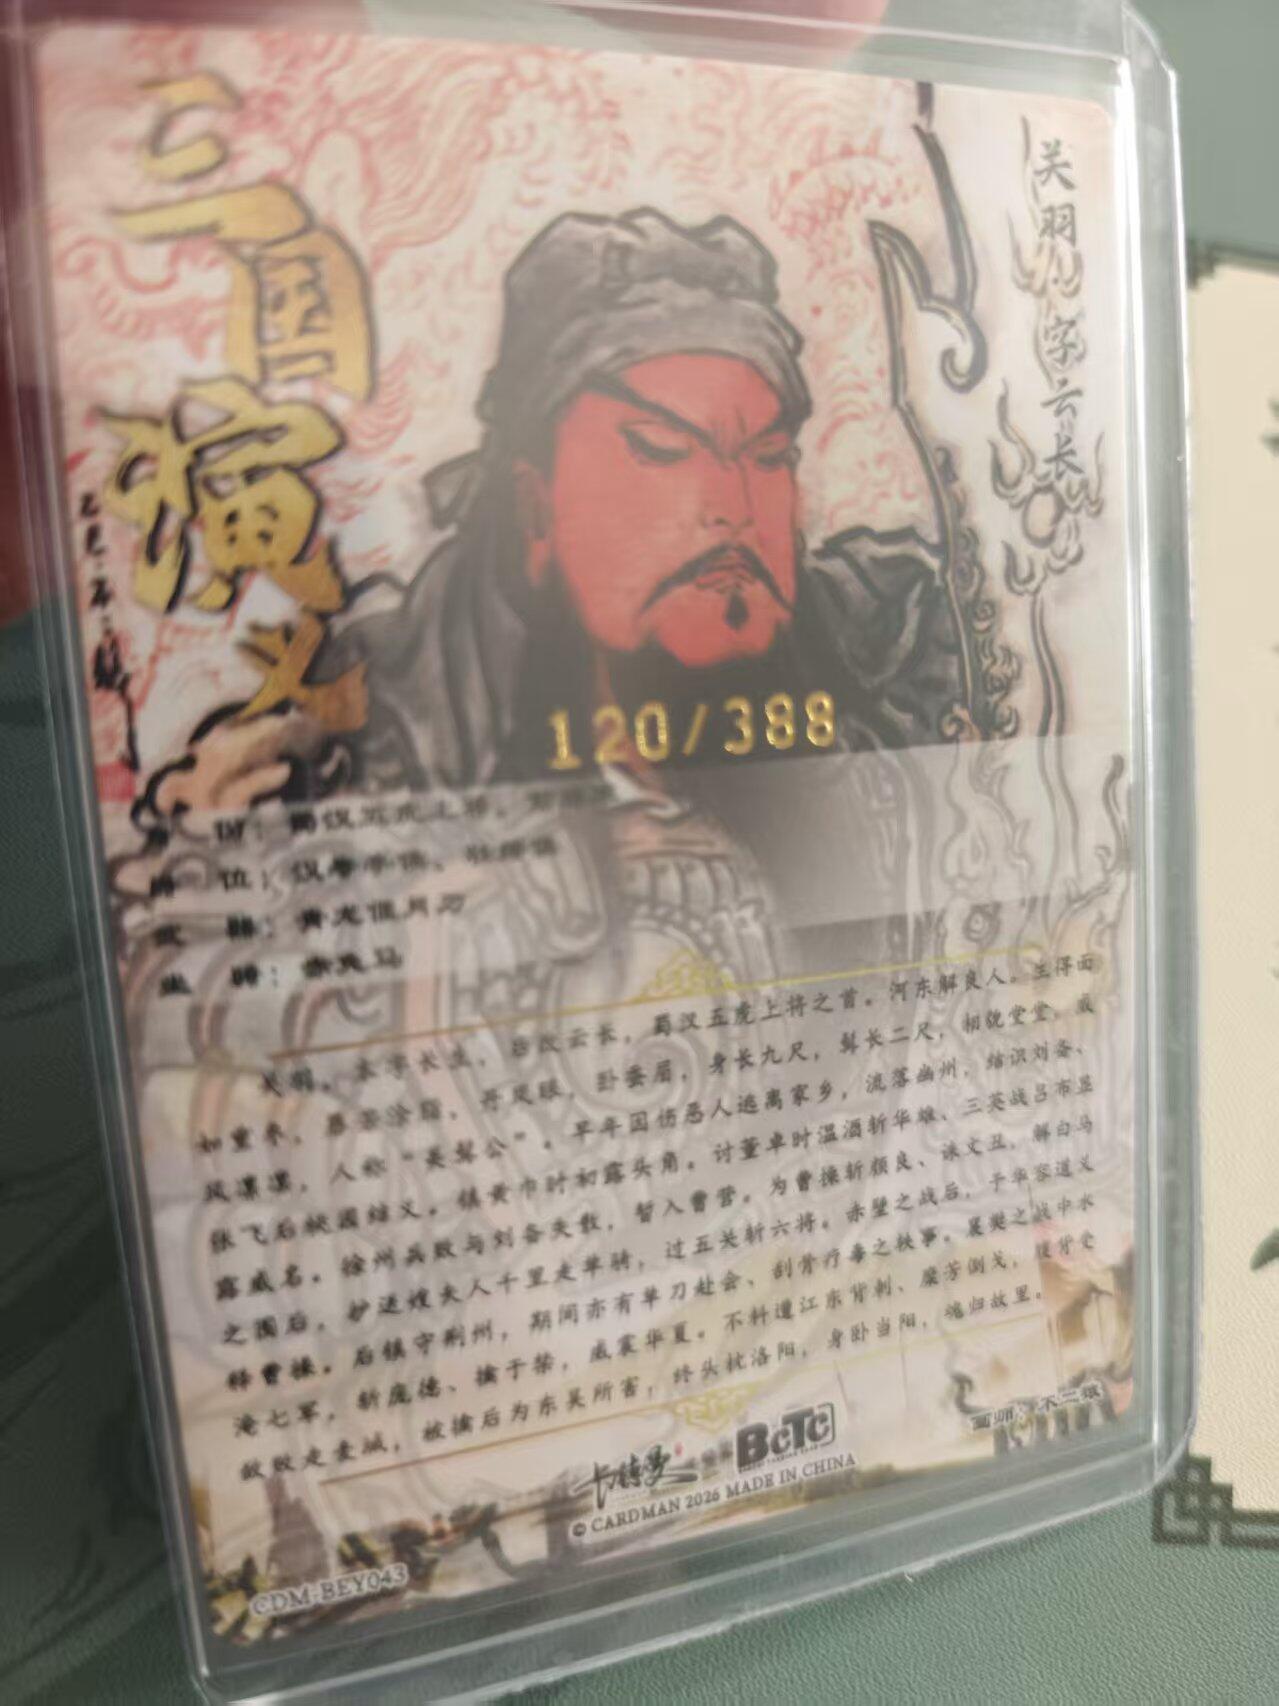 三国演义
关羽 字云长
120/388
身 份：蜀汉五虎上将
爵 位：汉寿亭侯、壮缪侯
武 器：青龙偃月刀
坐 骑：赤兔马
关羽，本字长生，后改云长，蜀汉五虎上将之首。河东解良人。生得面
如重枣，唇若涂脂，丹凤眼，卧蚕眉，身长九尺，髯长二尺，相貌堂堂，威
风凛凛，人称“美髯公”。早年因伤恶人逃离家乡，流落幽州，结识刘备、
张飞后桃园结义。镇黄巾时初露头角。讨董卓时温酒斩华雄、三英战吕布显
露威名。徐州兵败与刘备失散，暂入曹营。为曹操斩颜良、诛文丑，解白马
之围后，护送嫂夫人千里走单骑，过五关斩六将。赤壁之战后，于华容道义
释曹操。后镇守荆州，期间亦有单刀赴会、刮骨疗毒之轶事。襄樊之战中水
淹七军，斩庞德、擒于禁，威震华夏。不料遭江东背刺、糜芳倒戈，腹背受
敌败走麦城，被擒后为东吴所害，终头枕洛阳，身卧当阳，魂归故里。
画师：不二狼
卡特曼
BCTC
© CARDMAN 2026 MADE IN CHINA
CDM-BEY043